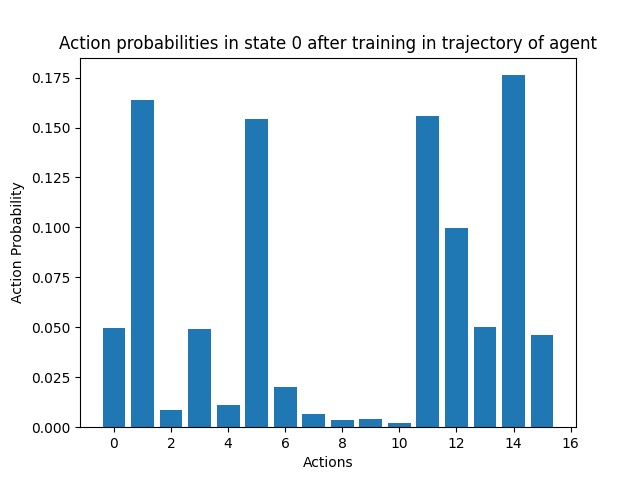 Action probabilities in state 0 after training in trajectory of agent
0.175
0.150
0.125
0.100
0.075
0.050
0.025
0.000
Action Probability
0 2 4 6 8 10 12 14 16
Actions